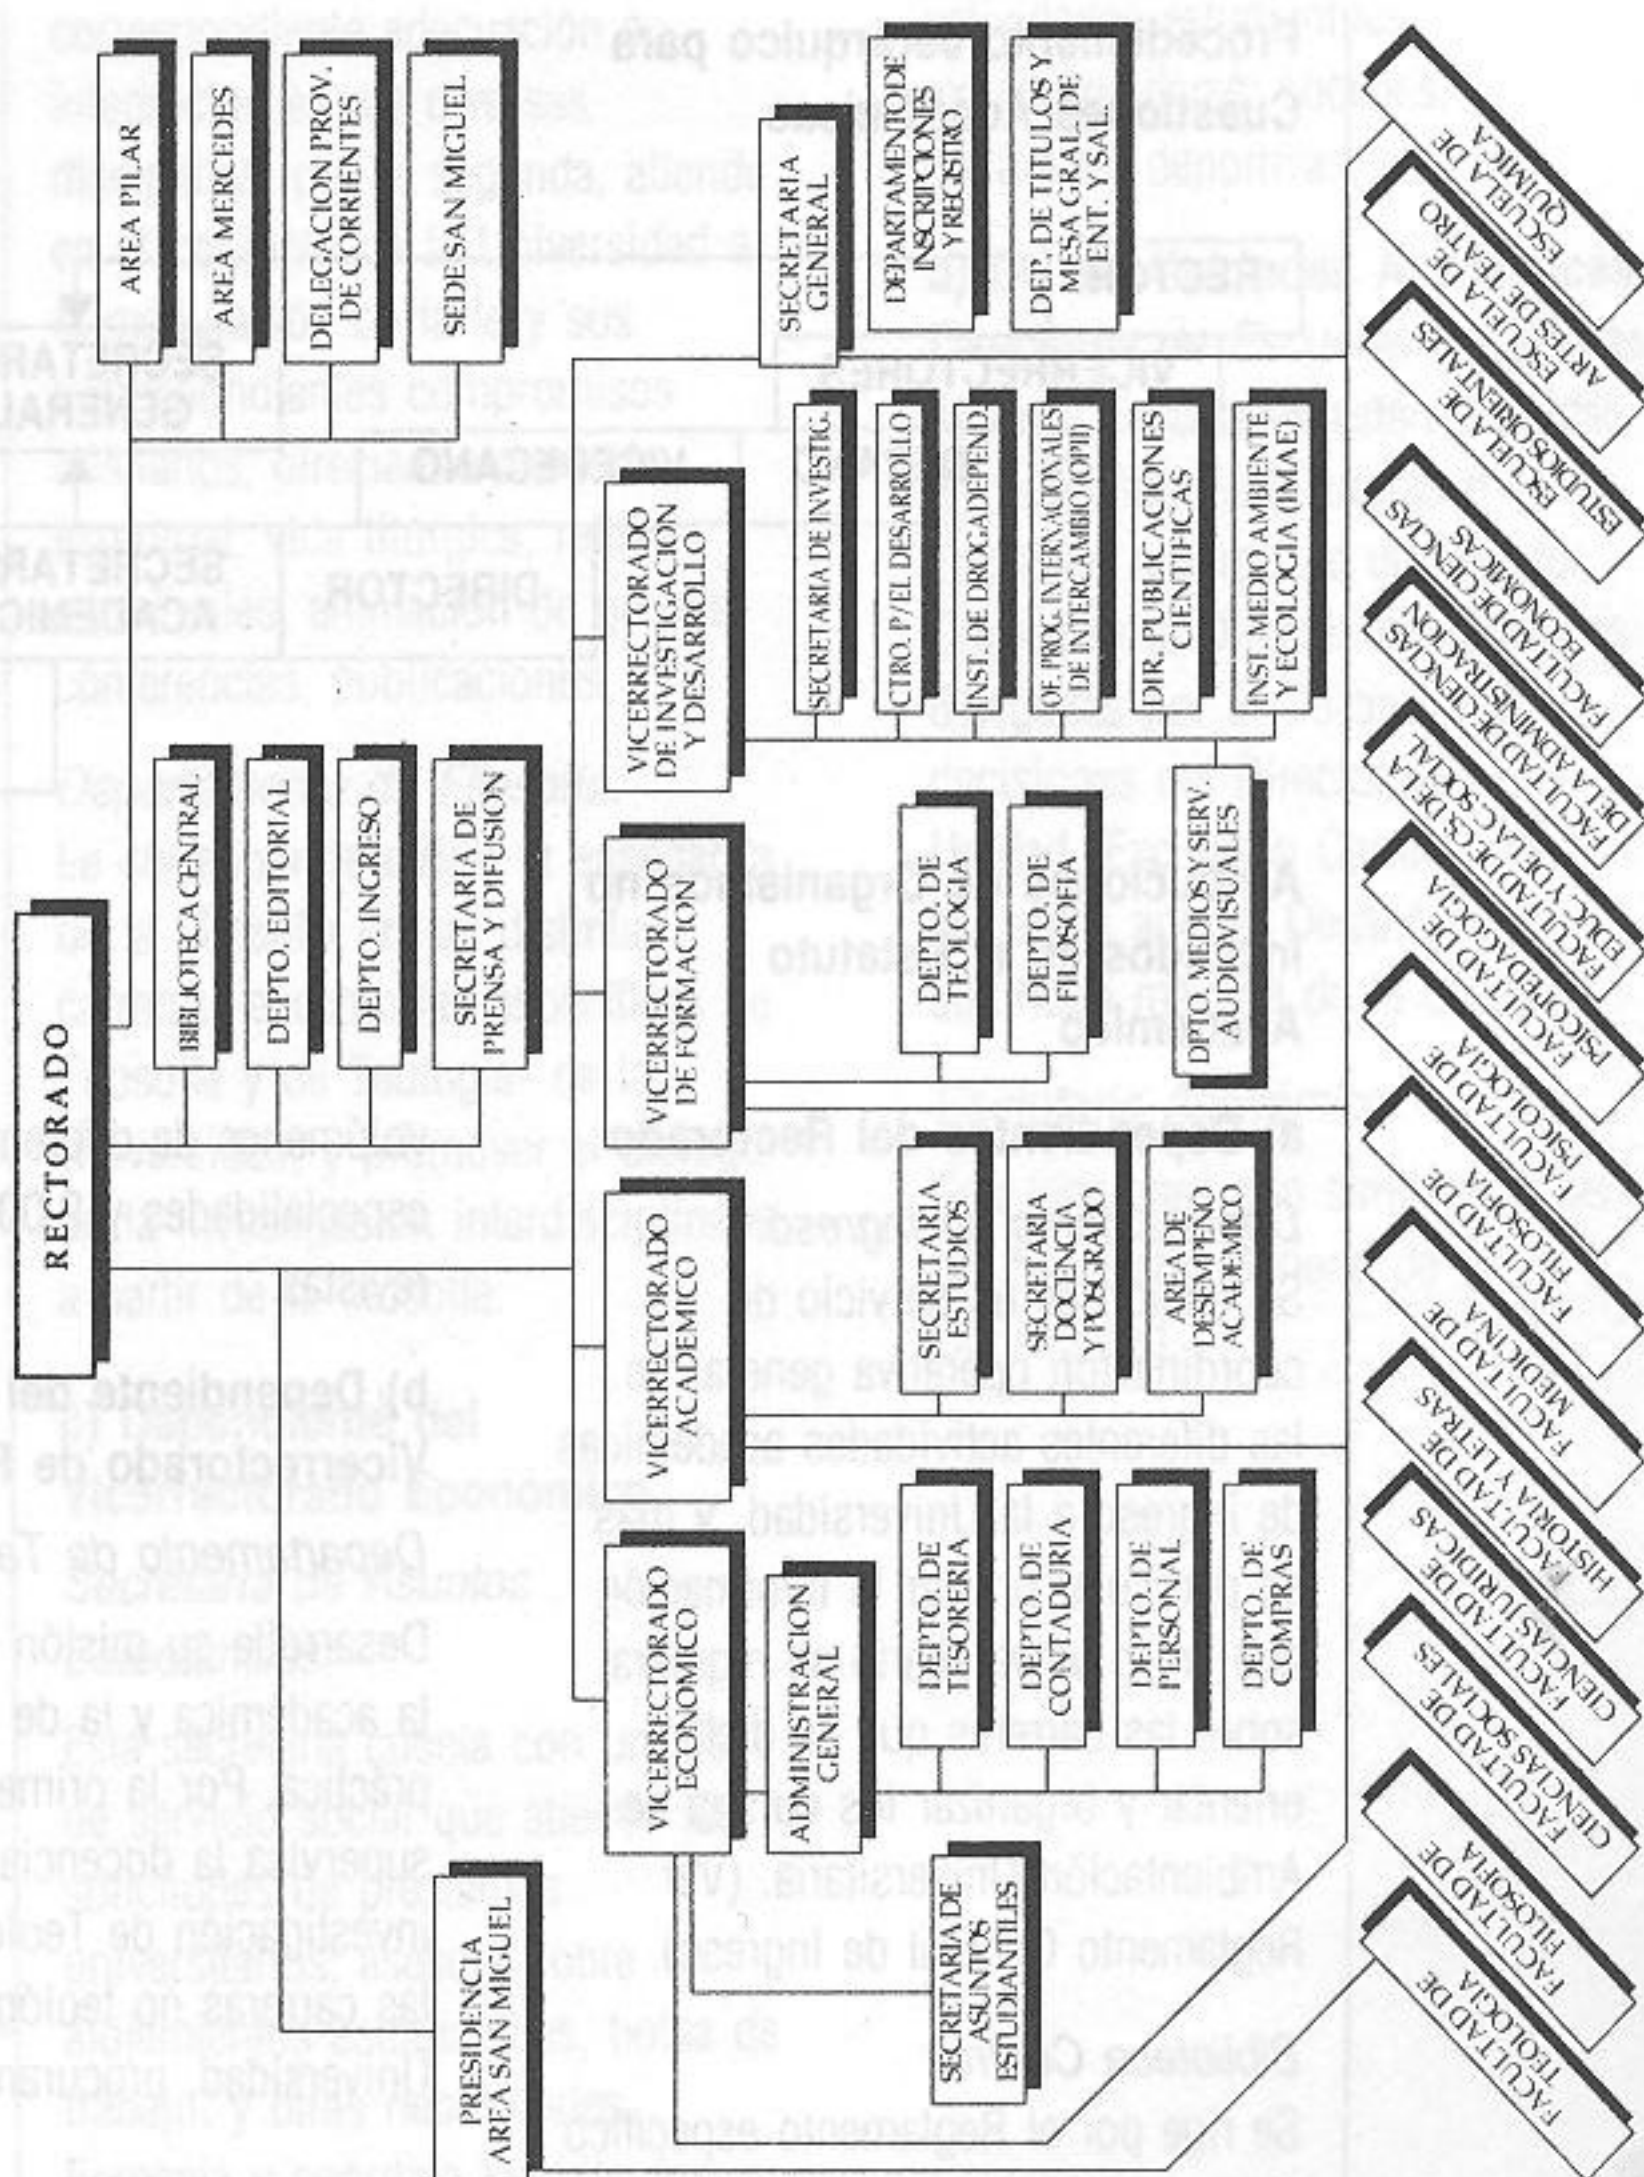 RECTORADO
AREA PILAR
AREA MERCEDES
DELEGACION PROV.
DE CORRIENTES
SEDE SAN MIGUEL
BIBLIOTECA CENTRAL
DEPTO. EDITORIAL
DEPTO. INGRESO
SECRETARIA DE
PRENSA Y DIFUSION
PRESIDENCIA
AREA SAN MIGUEL
VICERRECTORADO
ECONOMICO
VICERRECTORADO
ACADEMICO
VICERRECTORADO
DE FORMACION
VICERRECTORADO
DE INVESTIGACION
Y DESARROLLO
SECRETARIA
GENERAL
ADMINISTRACION
GENERAL
SECRETARIA DE
ASUNTOS
ESTUDIANTILES
DEPTO. DE
TESORERIA
DEPTO. DE
CONTADURIA
DEPTO. DE
PERSONAL
DEPTO. DE
COMPRAS
SECRETARIA
ESTUDIOS
SECRETARIA
DOCENCIA
Y POSGRADO
AREA DE
DESEMPEÑO
ACADEMICO
DEPTO. DE
TEOLOGIA
DEPTO. DE
FILOSOFIA
DPTO. MEDIOS Y SERV.
AUDIOVISUALES
SECRETARIA DE INVESTIG.
CTRO. P/EL DESARROLLO
INST. DE DROGADEPEND.
OF. PROG. INTERNACIONALES
DE INTERCAMBIO (OPII)
DIR. PUBLICACIONES
CIENTIFICAS
INST. MEDIO AMBIENTE
Y ECOLOGIA (IMAE)
DEPARTAMENTO DE
INSCRIPCIONES
Y REGISTRO
DEP. DE TITULOS Y
MESA GRAL. DE
ENT. Y SAL.
FACULTAD DE
TEOLOGIA
FACULTAD DE
FILOSOFIA
FACULTAD DE
CIENCIAS SOCIALES
FACULTAD DE
CIENCIAS JURIDICAS
FACULTAD DE
HISTORIA Y LETRAS
FACULTAD DE
MEDICINA
FACULTAD DE
FILOSOFIA
FACULTAD DE
PSICOLOGIA
FACULTAD DE
PSICOPEDAGOGIA
FACULTAD DE CS DE LA
EDUC. Y DE LA C. SOCIAL
FACULTAD DE CIENCIAS
DE LA ADMINISTRACION
FACULTAD DE CIENCIAS
ECONOMICAS
ESCUELA DE
ESTUDIOS ORIENTALES
ESCUELA DE
ARTES DE TEATRO
ESCUELA DE
QUIMICA